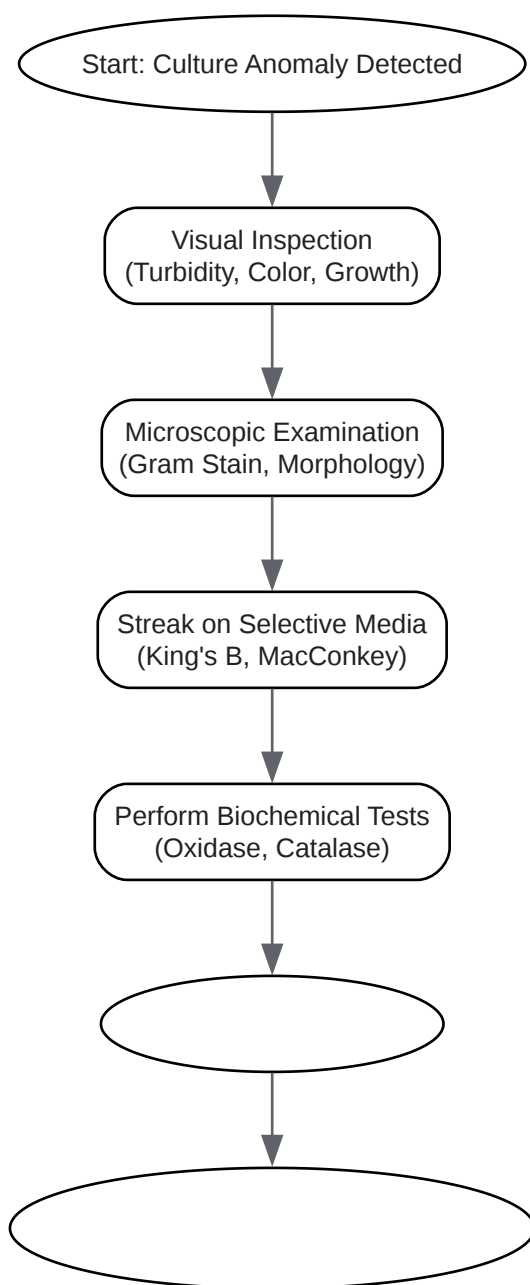 Start: Culture Anomaly Detected
Visual Inspection
(Turbidity, Color, Growth)
Microscopic Examination
(Gram Stain, Morphology)
Streak on Selective Media
(King's B, MacConkey)
Perform Biochemical Tests
(Oxidase, Catalase)